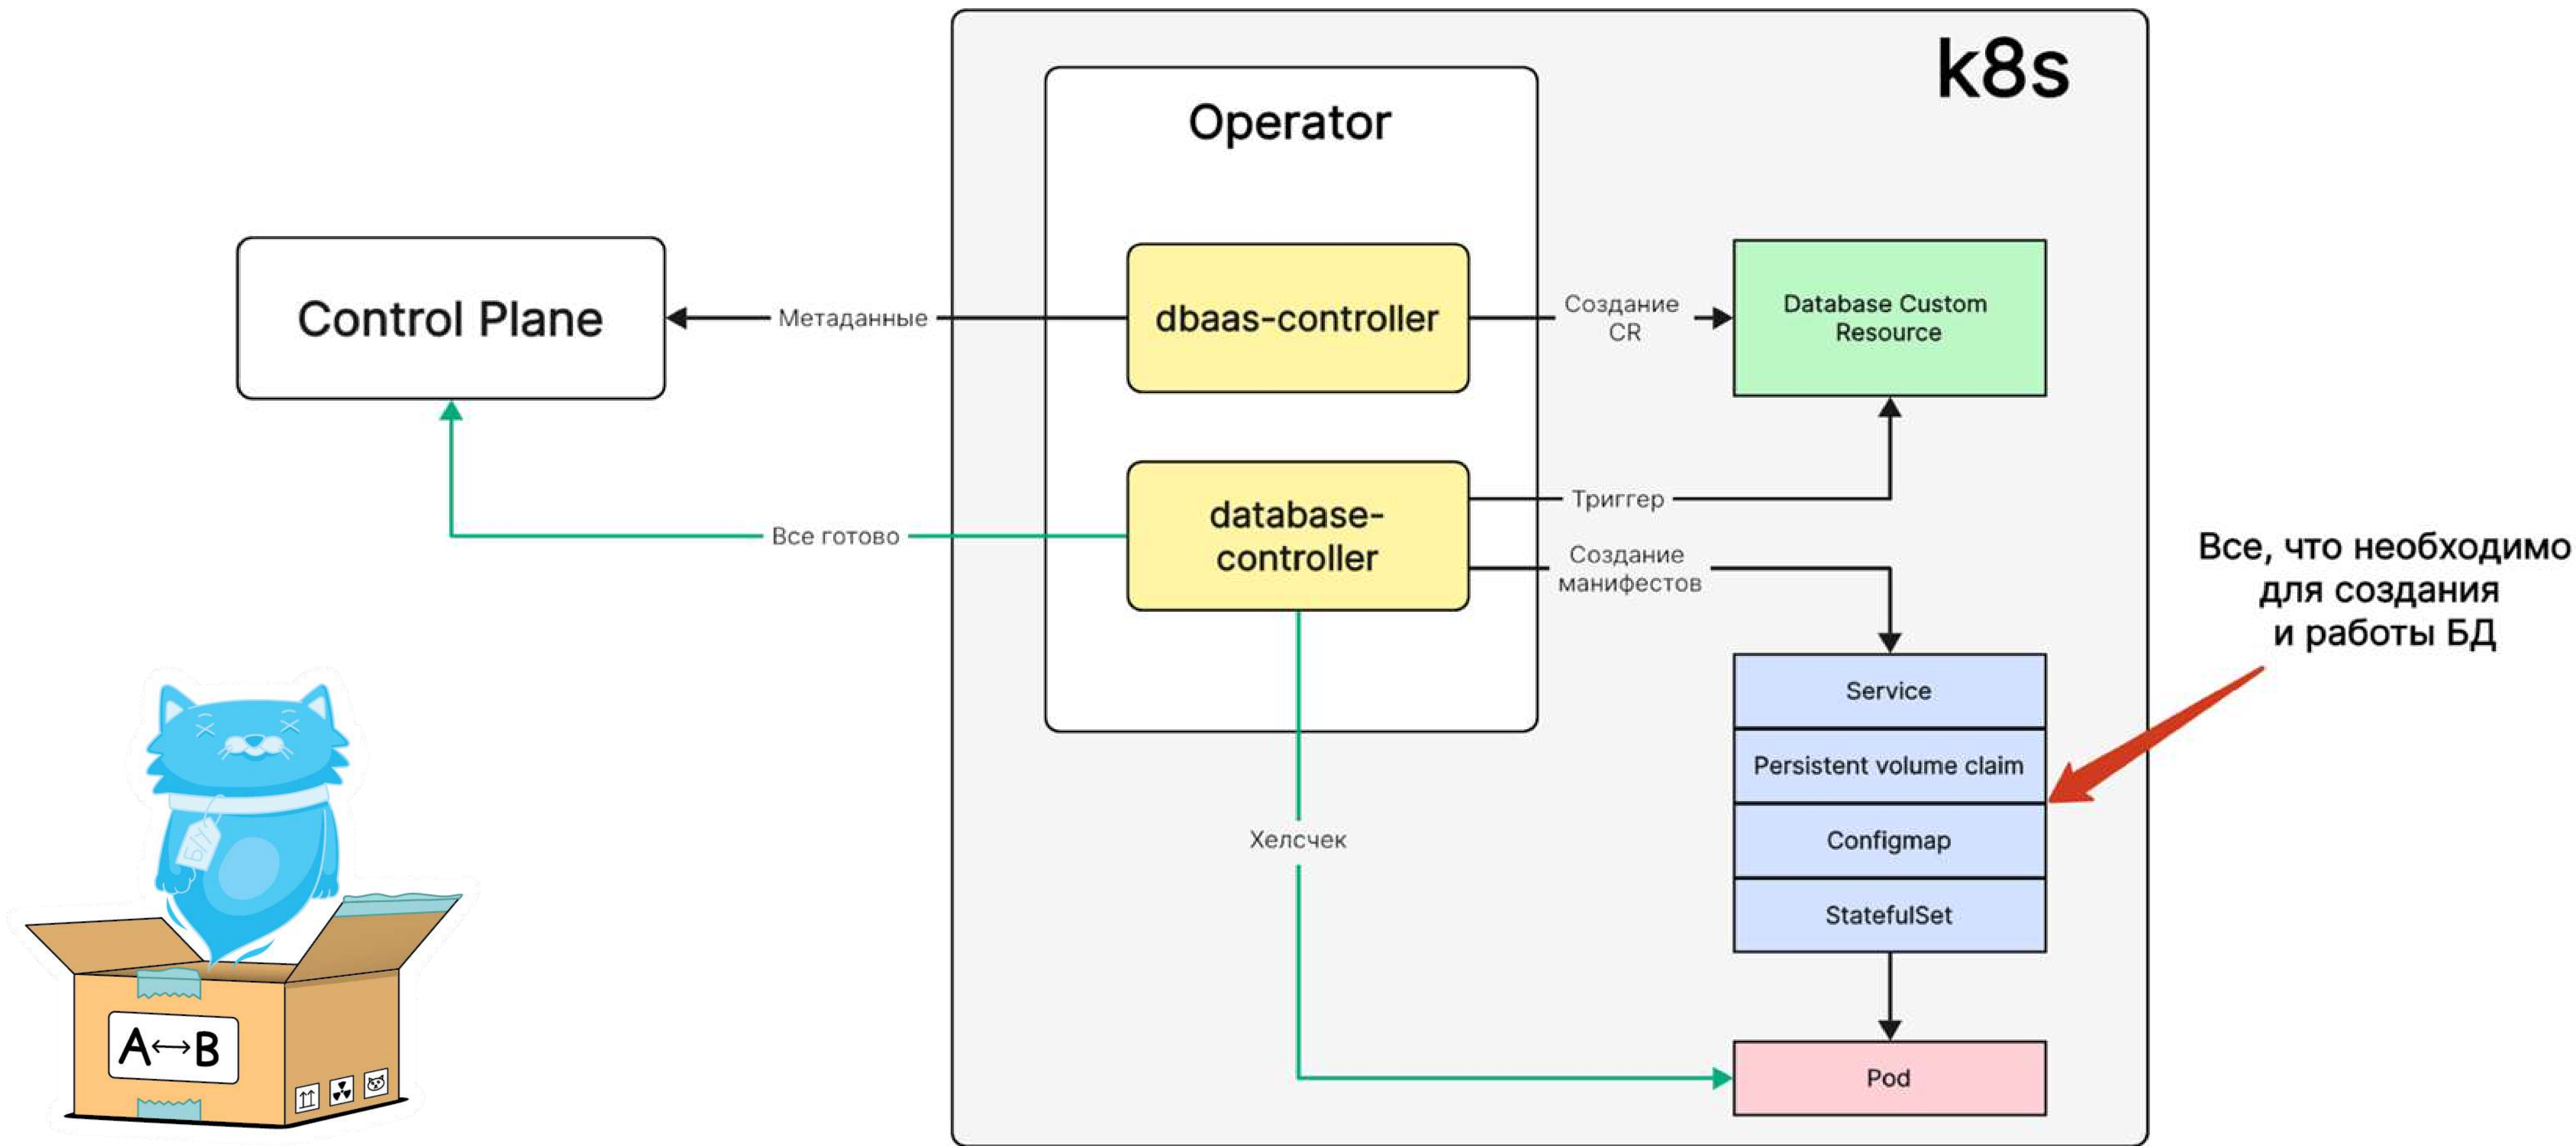 k8s
Operator
Control Plane
Метаданные
dbaas-controller
Создание
CR
Database Custom
Resource
Все готово
database-
controller
Триггер
Создание
манифестов
Все, что необходимо
для создания
и работы БД
Service
Persistent volume claim
Configmap
StatefulSet
Хелсчек
Pod
Б/У
A↔B